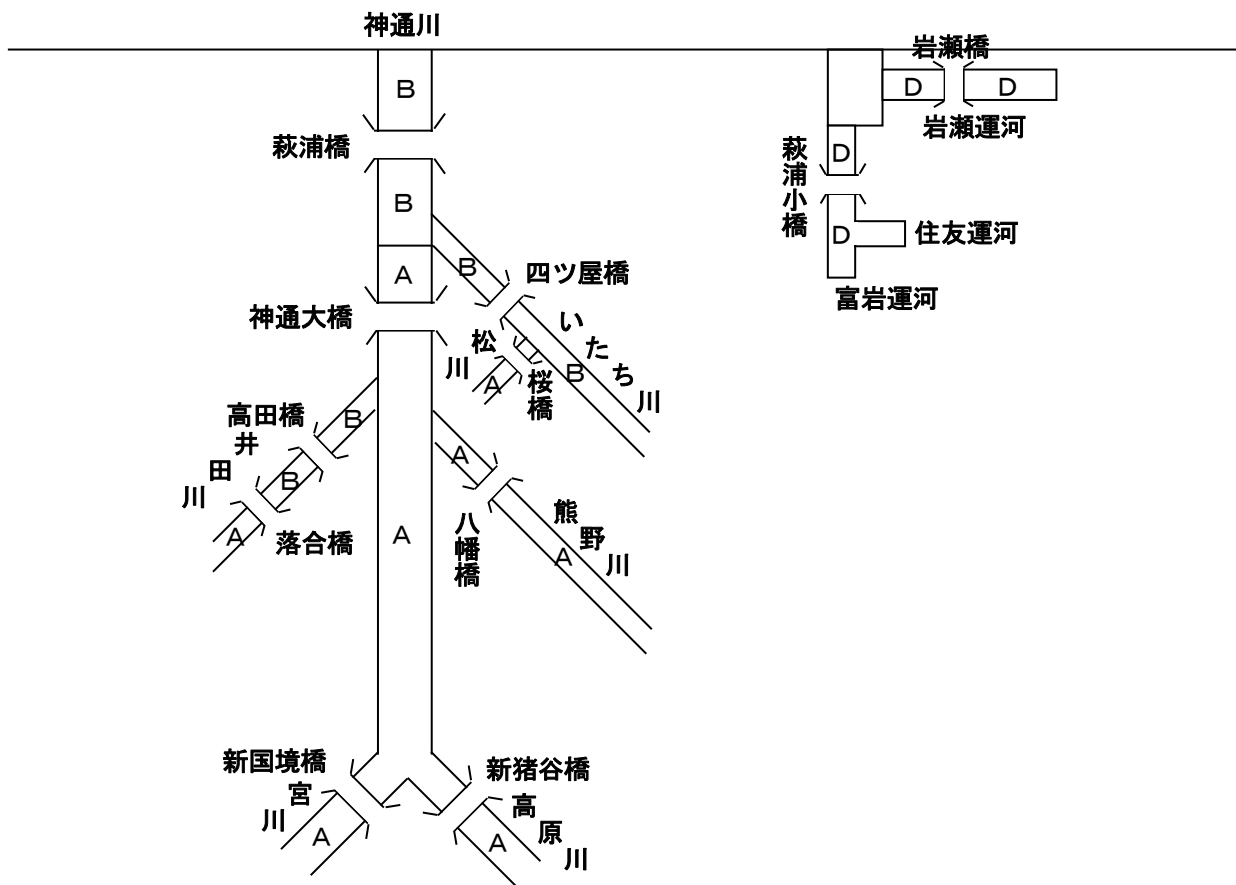 神通川
岩瀬橋
B
D
D
岩瀬運河
萩浦橋
萩浦小橋
D
B
D
住友運河
B
四ツ屋橋
A
富岩運河
神通大橋
いたち川
B
松川
A
桜橋
高田橋
B
井田川
B
A
落合橋
A
八幡橋
A
熊野川
A
新国境橋
新猪谷橋
宮川
A
高原川
A